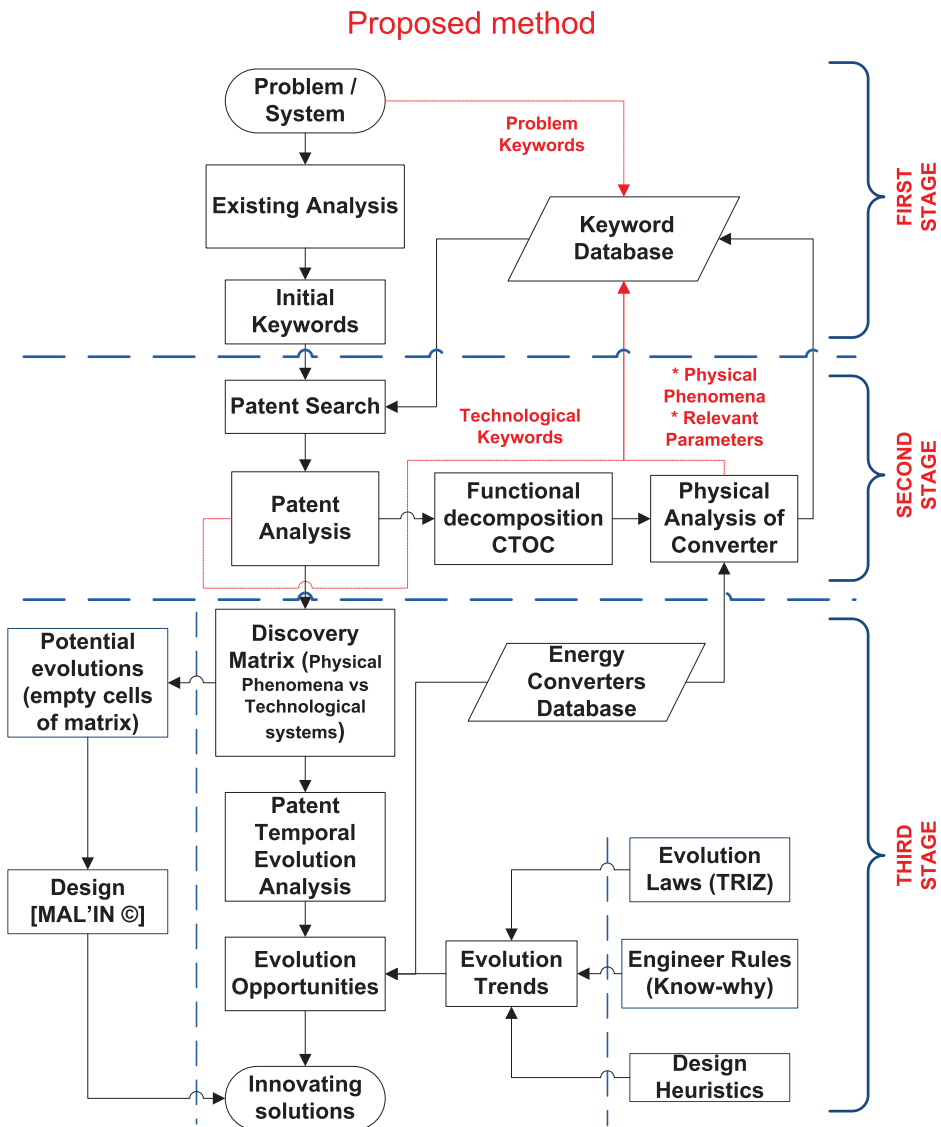 Proposed method
Problem /
System
Problem
Keywords
Existing Analysis
Keyword
Database
Initial
Keywords
FIRST
STAGE
Patent Search
Technological
Keywords
* Physical
Phenomena
* Relevant
Parameters
Patent
Analysis
Functional
decomposition
CTOC
Physical
Analysis of
Converter
SECOND
STAGE
Potential
evolutions
(empty cells
of matrix)
Discovery
Matrix (Physical
Phenomena vs
Technological
systems)
Energy
Converters
Database
Patent
Temporal
Evolution
Analysis
Design
[MAL'IN ©]
Evolution
Laws (TRIZ)
Evolution
Opportunities
Evolution
Trends
Engineer Rules
(Know-why)
Innovating
solutions
Design
Heuristics
THIRD
STAGE